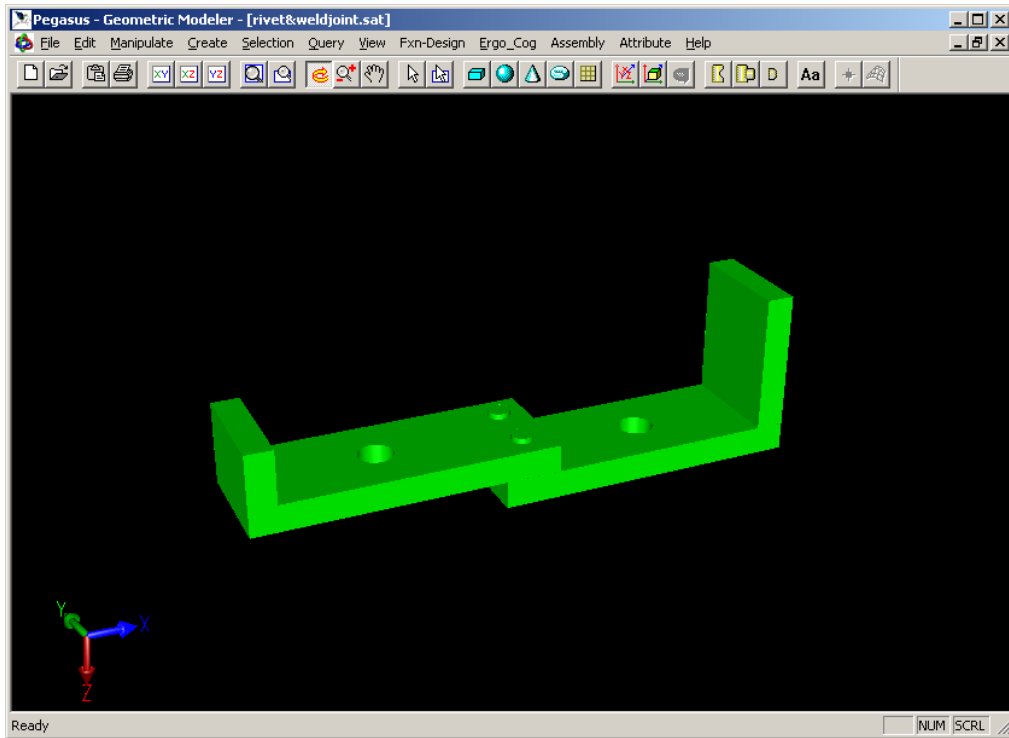 Pegasus - Geometric Modeler - [rivet&weldjoint.sat]
File Edit Manipulate Create Selection Query View Fxn-Design Ergo_Cog Assembly Attribute Help
XY XZ YZ YZ D Aa
Y
X
Z
Ready NUM SCRL